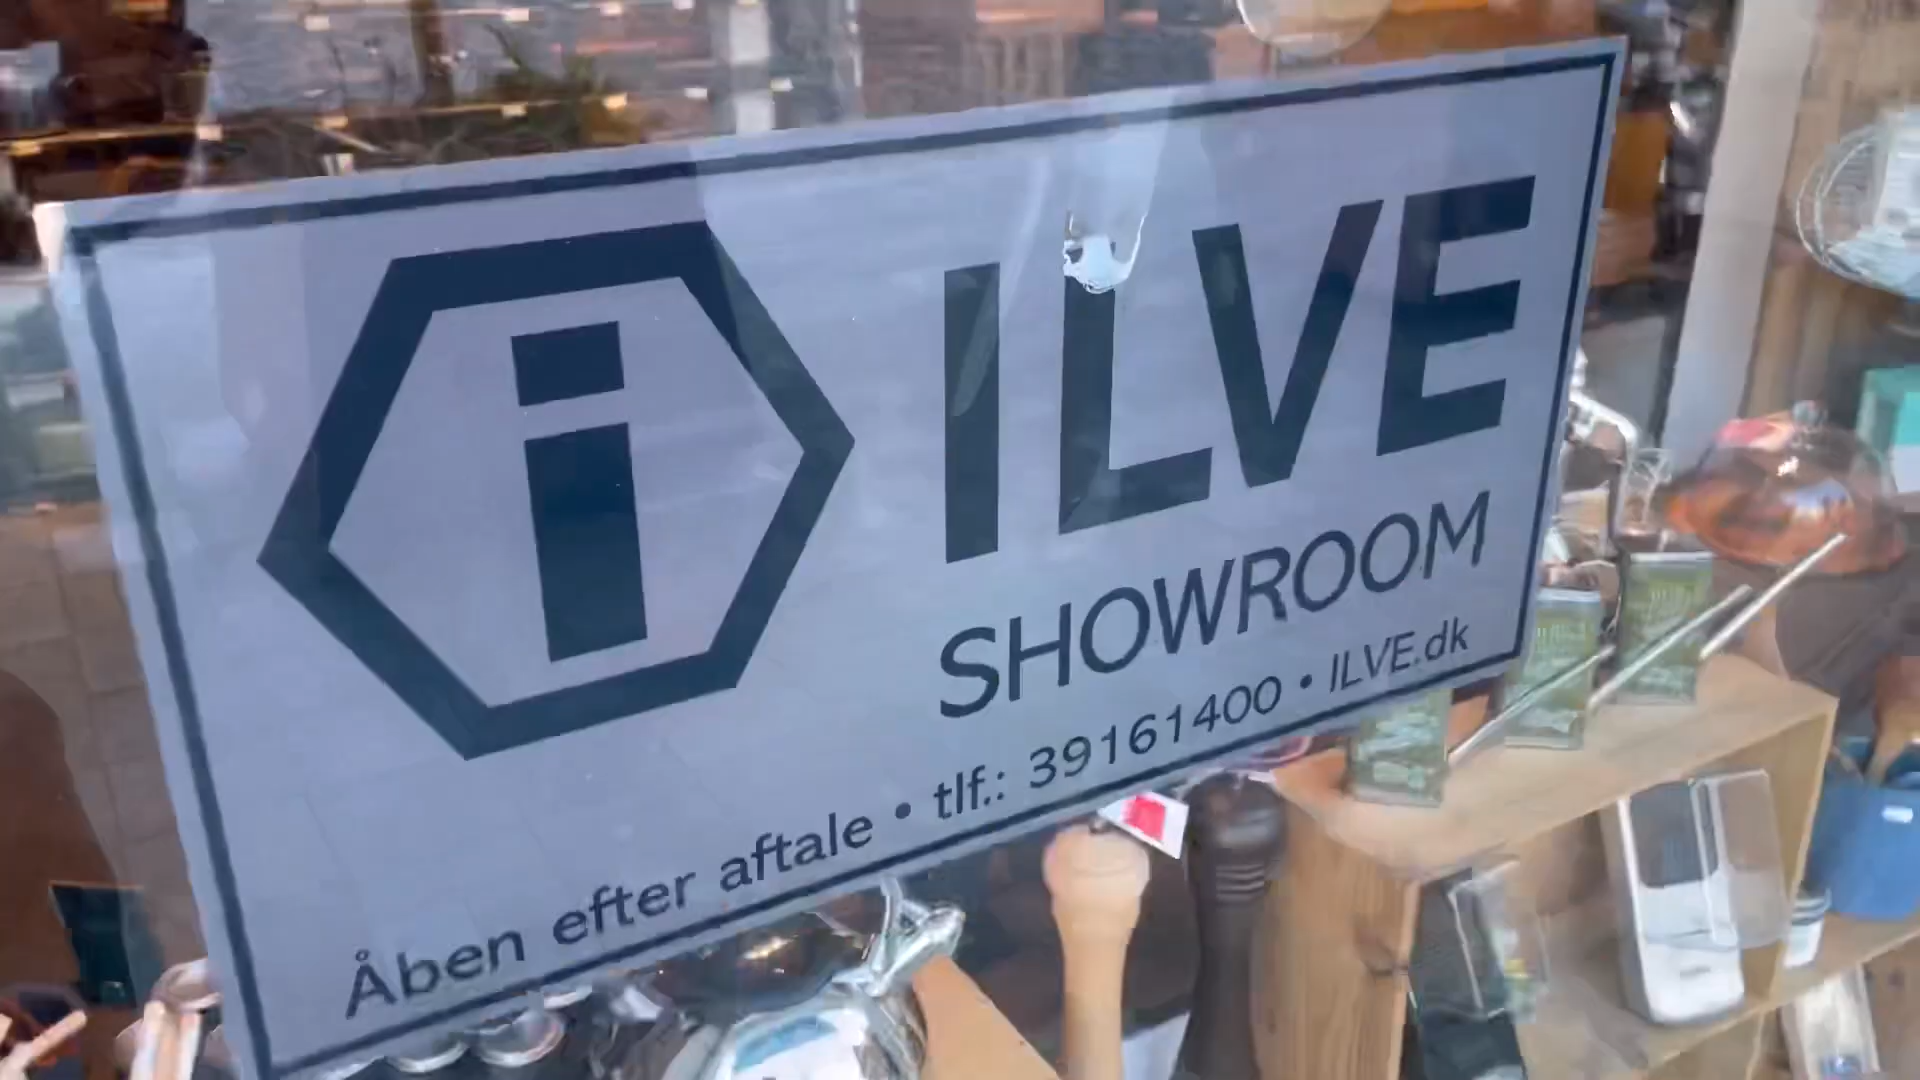 i
ILVE
SHOWROOM
Åben efter aftale • tlf.: 39161400 • ILVE.dk